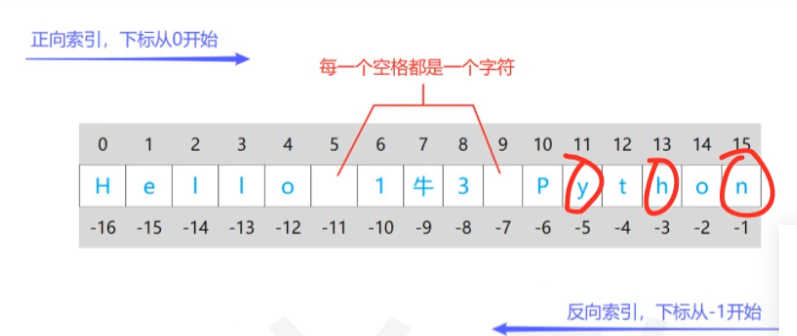 正向索引，下标从0开始
每一个空格都是一个字符
0 1 2 3 4 5 6 7 8 9 10 11 12 13 14 15
H e l l o 1 牛 3 P y t h o n
-16 -15 -14 -13 -12 -11 -10 -9 -8 -7 -6 -5 -4 -3 -2 -1
反向索引，下标从-1开始